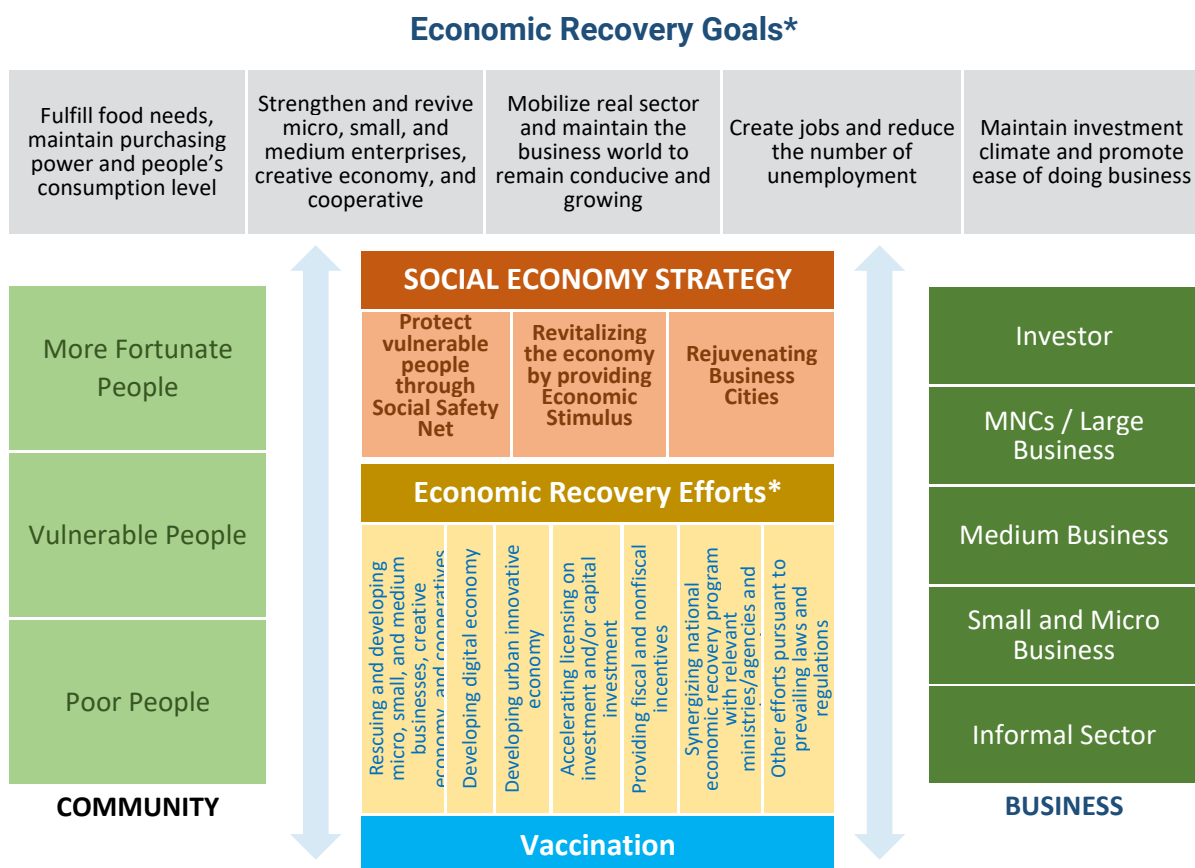 Economic Recovery Goals*
Fulfill food needs,
maintain purchasing
power and people's
consumption level
Strengthen and revive
micro, small, and
medium enterprises,
creative economy, and
cooperative
Mobilize real sector
and maintain the
business world to
remain conducive and
growing
Create jobs and reduce
the number of
unemployment
Maintain investment
climate and promote
ease of doing business
More Fortunate
People
Vulnerable People
Poor People
COMMUNITY
SOCIAL ECONOMY STRATEGY
Protect
vulnerable
people
through
Social Safety
Net
Revitalizing
the economy
by providing
Economic
Stimulus
Rejuvenating
Business
Cities
Economic Recovery Efforts*
Rescuing and developing
micro, small, and medium
businesses, creative
economy, and cooperatives
Developing digital economy
Developing urban innovative
economy
Accelerating licensing on
investment and/or capital
investment
Providing fiscal and nonfiscal
incentives
Synergizing national
economic recovery program
with relevant
ministries/agencies and
Other efforts pursuant to
prevailing laws and
regulations
Vaccination
Investor
MNCs / Large
Business
Medium Business
Small and Micro
Business
Informal Sector
BUSINESS